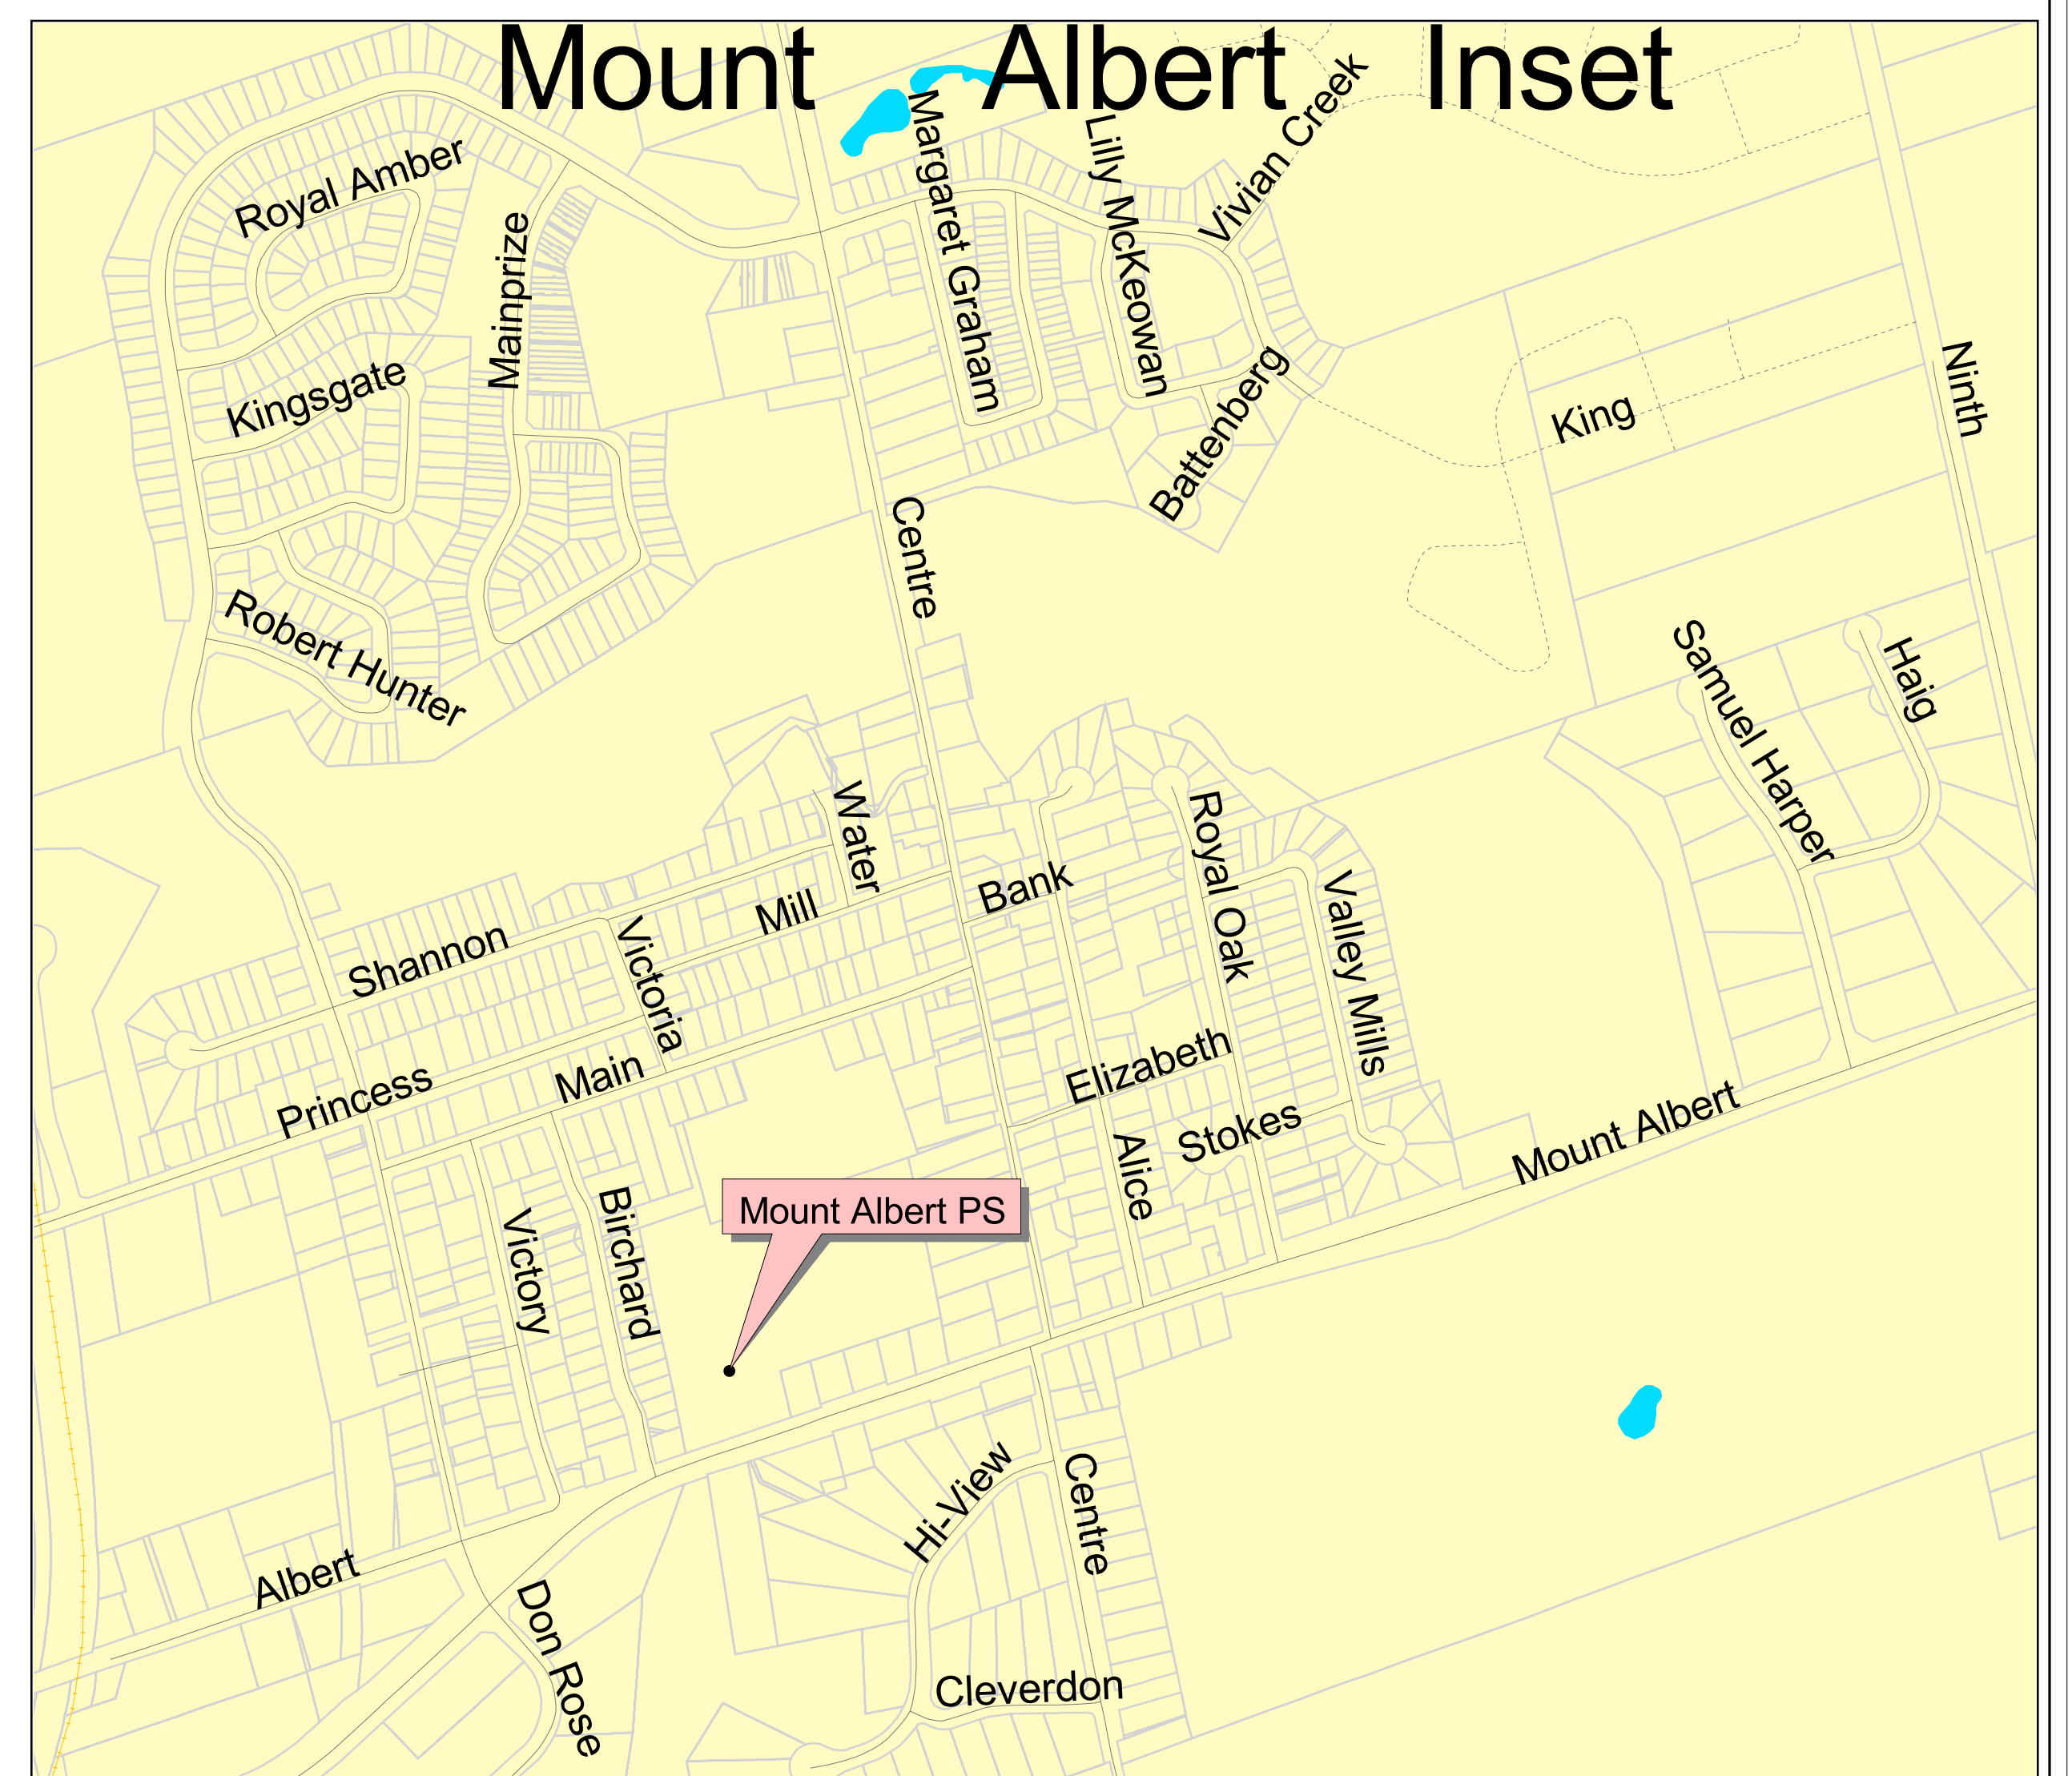 Mount Albert Inset
Royal Amber
Mainprize
Margaret Graham
Lilly McKeowan
Vivian Creek
Kingsgate
Battenberg
King
Ninth
Centre
Robert Hunter
Samuel Harper
Haig
Water
Royal Oak
Bank
Mill
Valley Mills
Shannon
Victoria
Princess
Main
Elizabeth
Stokes
Alice
Mount Albert
Mount Albert PS
Birchard
Victory
Hi-View
Centre
Albert
Don Rose
Cleverdon